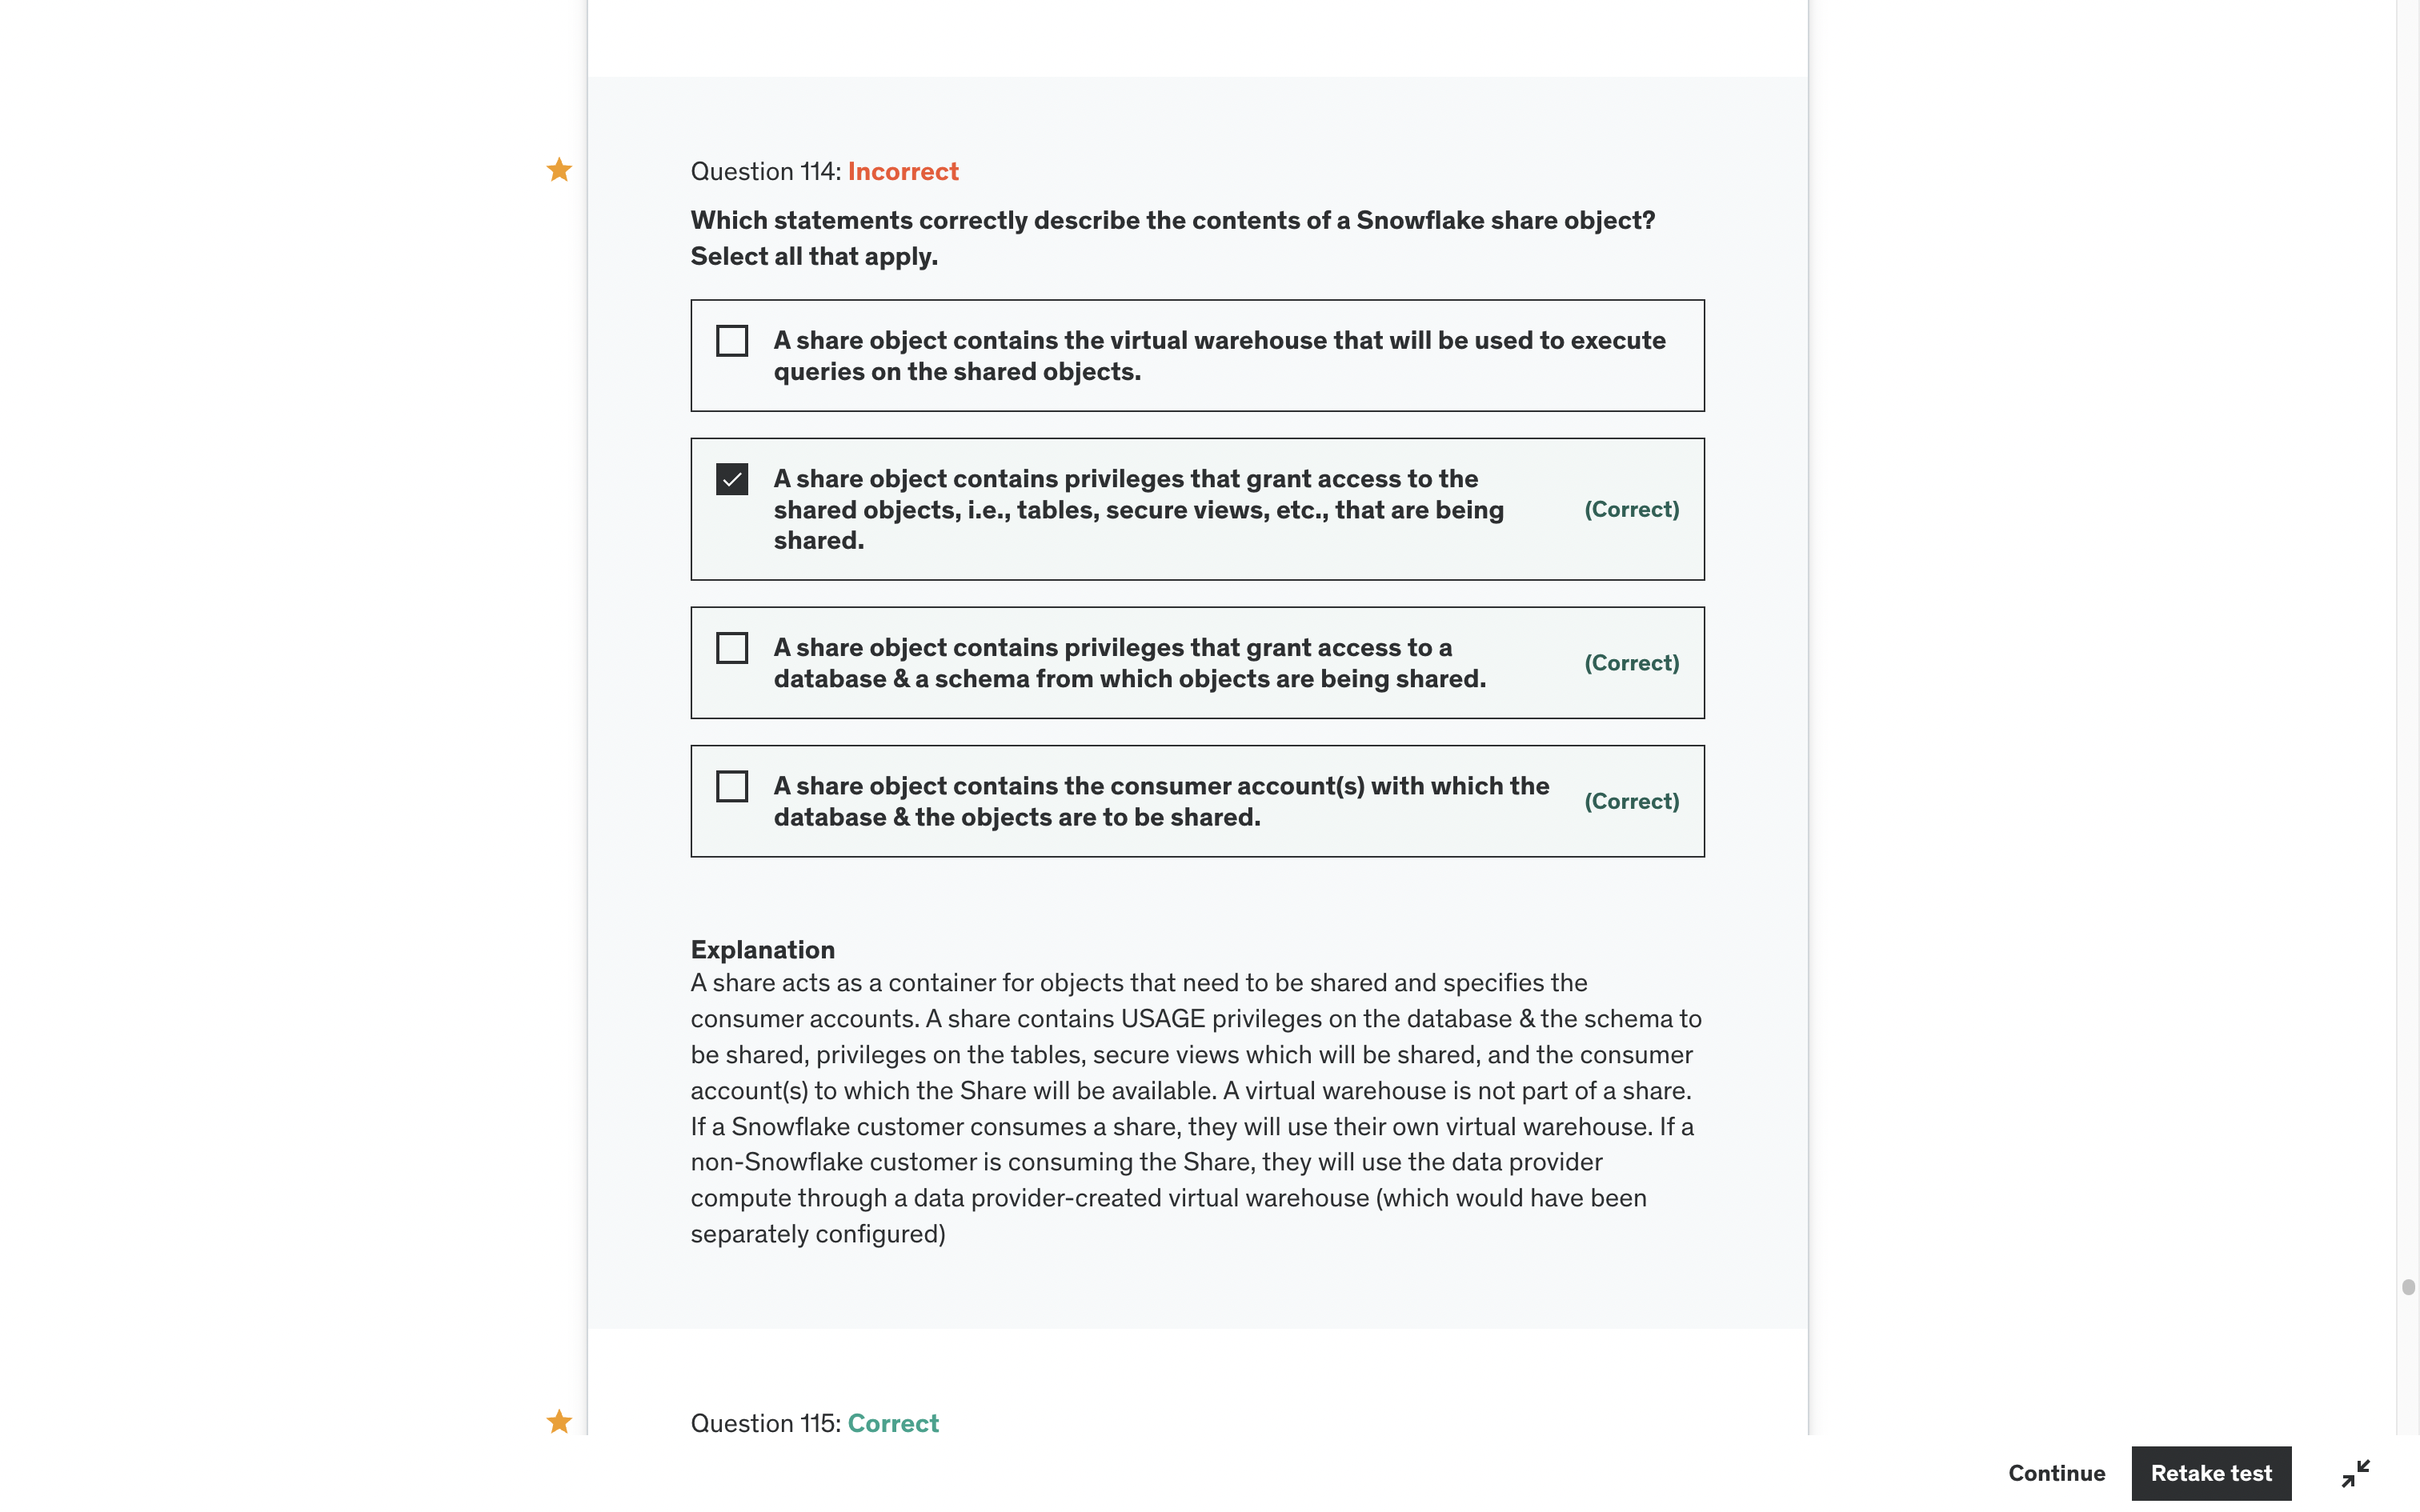 Question 114: Incorrect
Which statements correctly describe the contents of a Snowflake share object?
Select all that apply.
A share object contains the virtual warehouse that will be used to execute
queries on the shared objects.
A share object contains privileges that grant access to the
shared objects, i.e., tables, secure views, etc., that are being
shared.
(Correct)
A share object contains privileges that grant access to a
database & a schema from which objects are being shared.
(Correct)
A share object contains the consumer account(s) with which the
database & the objects are to be shared.
(Correct)
Explanation
A share acts as a container for objects that need to be shared and specifies the
consumer accounts. A share contains USAGE privileges on the database & the schema to
be shared, privileges on the tables, secure views which will be shared, and the consumer
account(s) to which the Share will be available. A virtual warehouse is not part of a share.
If a Snowflake customer consumes a share, they will use their own virtual warehouse. If a
non-Snowflake customer is consuming the Share, they will use the data provider
compute through a data provider-created virtual warehouse (which would have been
separately configured)
Question 115: Correct
Continue
Retake test